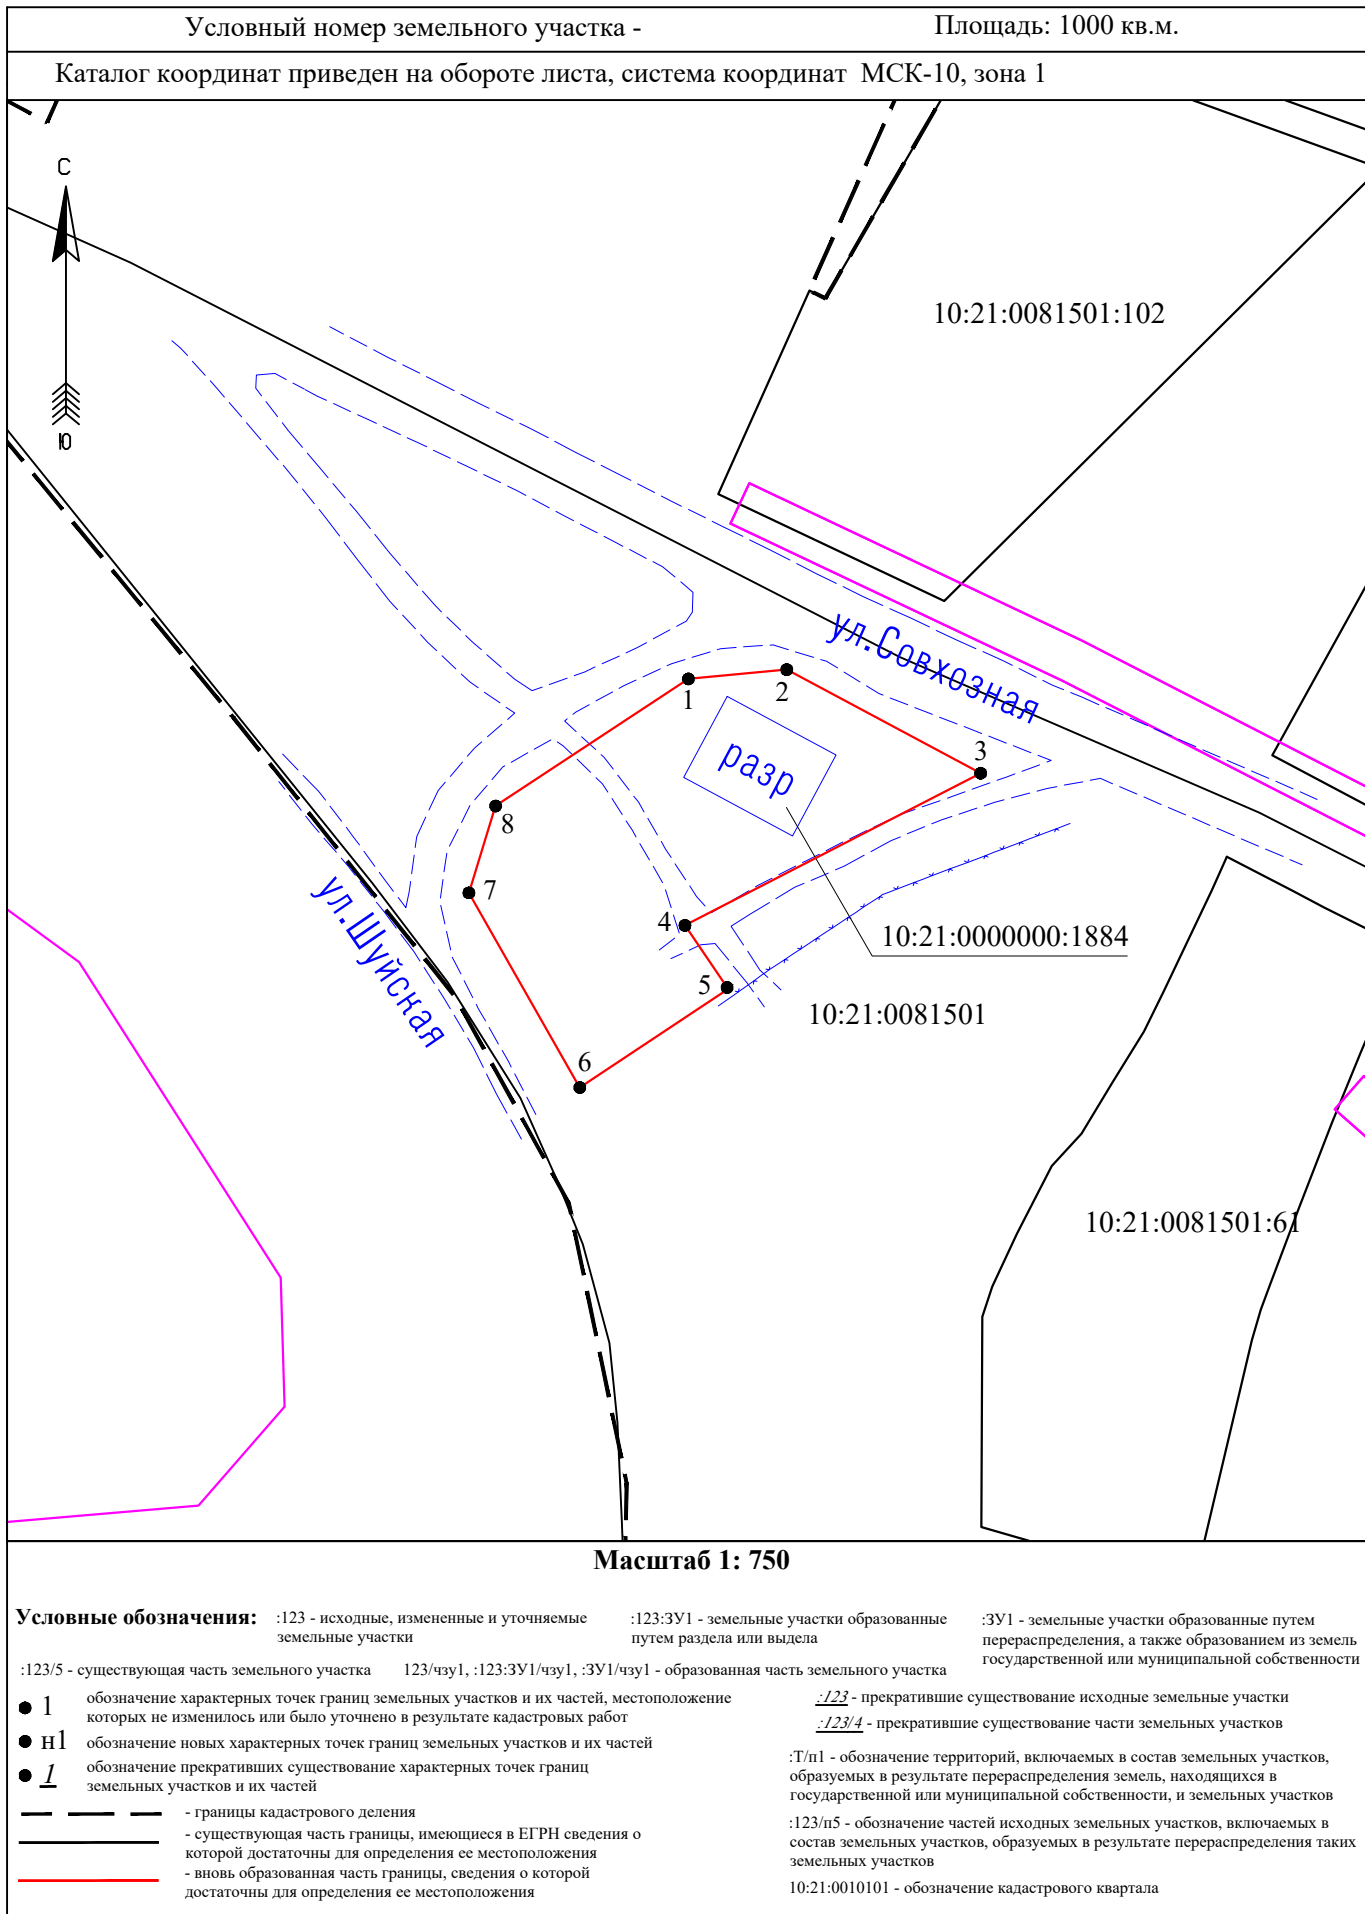 Условный номер земельного участка - Площадь: 1000 кв.м.
Каталог координат приведен на обороте листа, система координат МСК-10, зона 1
С
Ю
10:21:0081501:102
ул.Совхозная
1
2
3
разр
8
7
4
ул.Шуйская
10:21:0000000:1884
5
10:21:0081501
6
10:21:0081501:61
Масштаб 1: 750
Условные обозначения:
:123 - исходные, измененные и уточняемые
земельные участки
:123:ЗУ1 - земельные участки образованные
путем раздела или выдела
:ЗУ1 - земельные участки образованные путем
перераспределения, а также образованием из земель
государственной или муниципальной собственности
:123/5 - существующая часть земельного участка
123/чзу1, :123:ЗУ1/чзу1, :ЗУ1/чзу1 - образованная часть земельного участка
1 обозначение характерных точек границ земельных участков и их частей, местоположение
которых не изменилось или было уточнено в результате кадастровых работ
н1 обозначение новых характерных точек границ земельных участков и их частей
1 обозначение прекративших существование характерных точек границ
земельных участков и их частей
- границы кадастрового деления
- существующая часть границы, имеющиеся в ЕГРН сведения о
которой достаточны для определения ее местоположения
- вновь образованная часть границы, сведения о которой
достаточны для определения ее местоположения
:123 - прекратившие существование исходные земельные участки
:123/4 - прекратившие существование части земельных участков
:Т/п1 - обозначение территорий, включаемых в состав земельных участков,
образуемых в результате перераспределения земель, находящихся в
государственной или муниципальной собственности, и земельных участков
:123/п5 - обозначение частей исходных земельных участков, включаемых в
состав земельных участков, образуемых в результате перераспределения таких
земельных участков
10:21:0010101 - обозначение кадастрового квартала